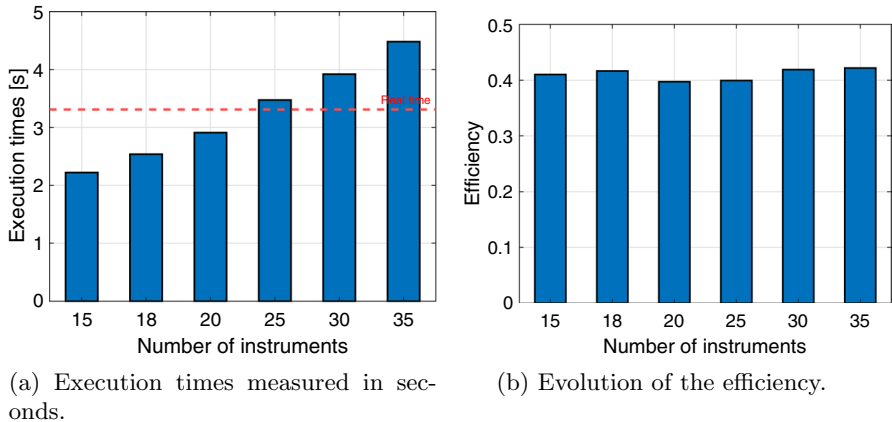 5
4
3
2
1
0
Execution times [s]
Real time
15 18 20 25 30 35
Number of instruments
(a) Execution times measured in sec-
onds.
0.5
0.4
0.3
0.2
0.1
0
Efficiency
15 18 20 25 30 35
Number of instruments
(b) Evolution of the efficiency.